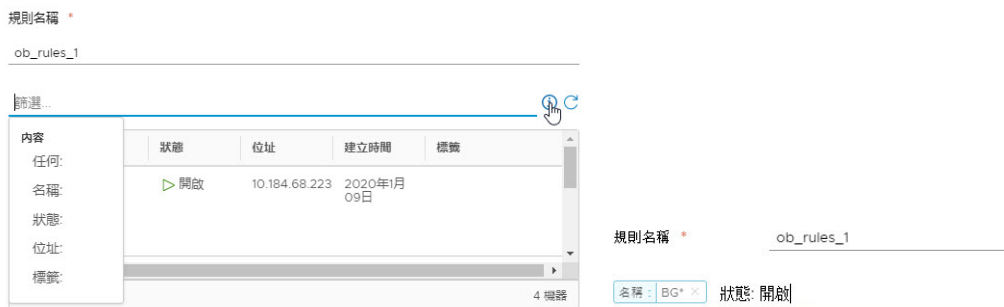 規則名稱 *
ob_rules_1
篩選...
內容
任何:
名稱:
狀態:
位址:
標籤:
狀態 位址 建立時間 標籤
開啟 10.184.68.223 2020年1月
09日
4 機器
規則名稱 * ob_rules_1
名稱: BG* × 狀態: 開啟